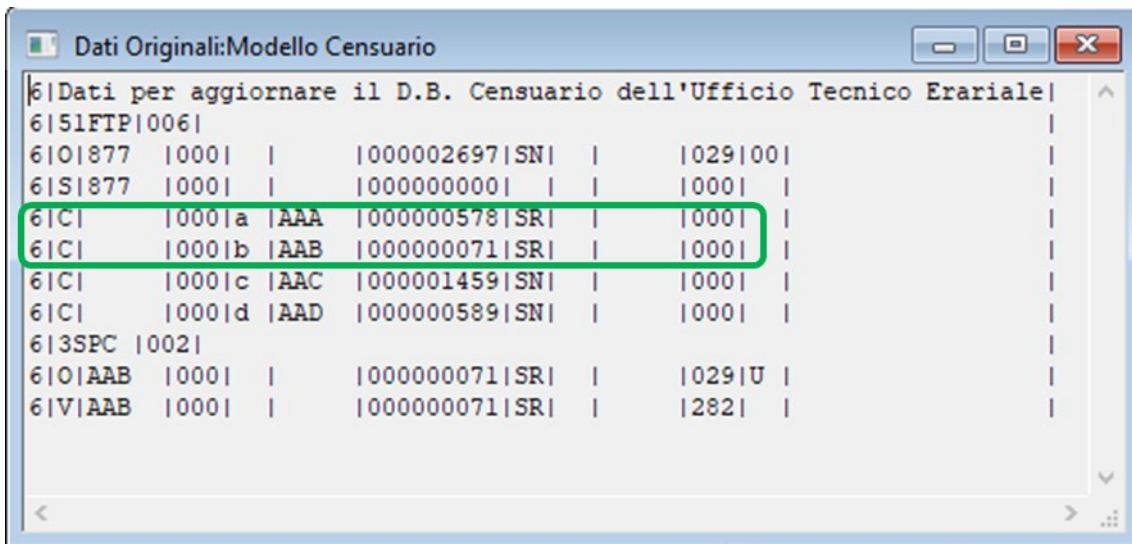 Dati Originali:Modello Censuario
6|Dati per aggiornare il D.B. Censuario dell'Ufficio Tecnico Erariale|
6|51FTP|006|                                                          |
6|O|877  |000|  |     |000002697|SN|  |     |029|00|                 |
6|S|877  |000|  |     |000000000|  |  |     |000|  |                 |
6|C|     |000|a |AAA  |000000578|SR|  |     |000|  |                 |
6|C|     |000|b |AAB  |000000071|SR|  |     |000|  |                 |
6|C|     |000|c |AAC  |000001459|SN|  |     |000|  |                 |
6|C|     |000|d |AAD  |000000589|SN|  |     |000|  |                 |
6|3SPC |002|                                                          |
6|O|AAB  |000|  |     |000000071|SR|  |     |029|U |                 |
6|V|AAB  |000|  |     |000000071|SR|  |     |282|  |                 |